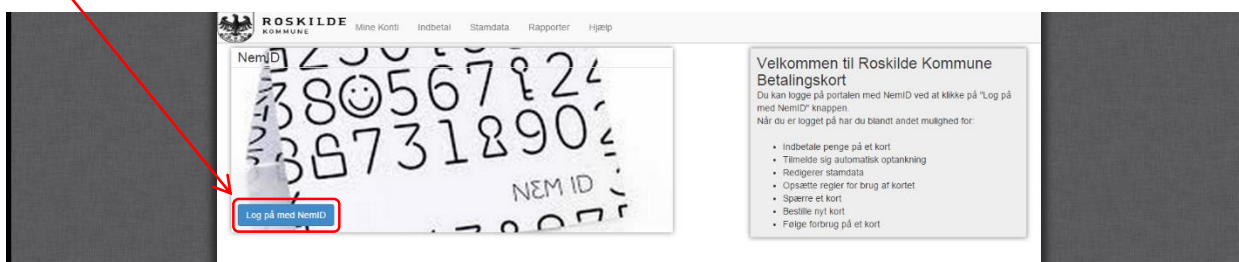 ROSKILDE
KOMMUNE
Mine Konti Indbetal Stamdata Rapporter Hjælp
NemID
380567824
867318902
NEM ID
Log på med NemID
Velkommen til Roskilde Kommune
Betalingskort
Du kan logge på portalen med NemID ved at klikke på "Log på
med NemID" knappen.
Når du er logget på har du blandt andet mulighed for:
• Indbetale penge på et kort
• Tilmelde sig automatisk optankning
• Redigerer stamdata
• Opsætte regler for brug af kortet
• Spærre et kort
• Bestille nyt kort
• Følge forbrug på et kort